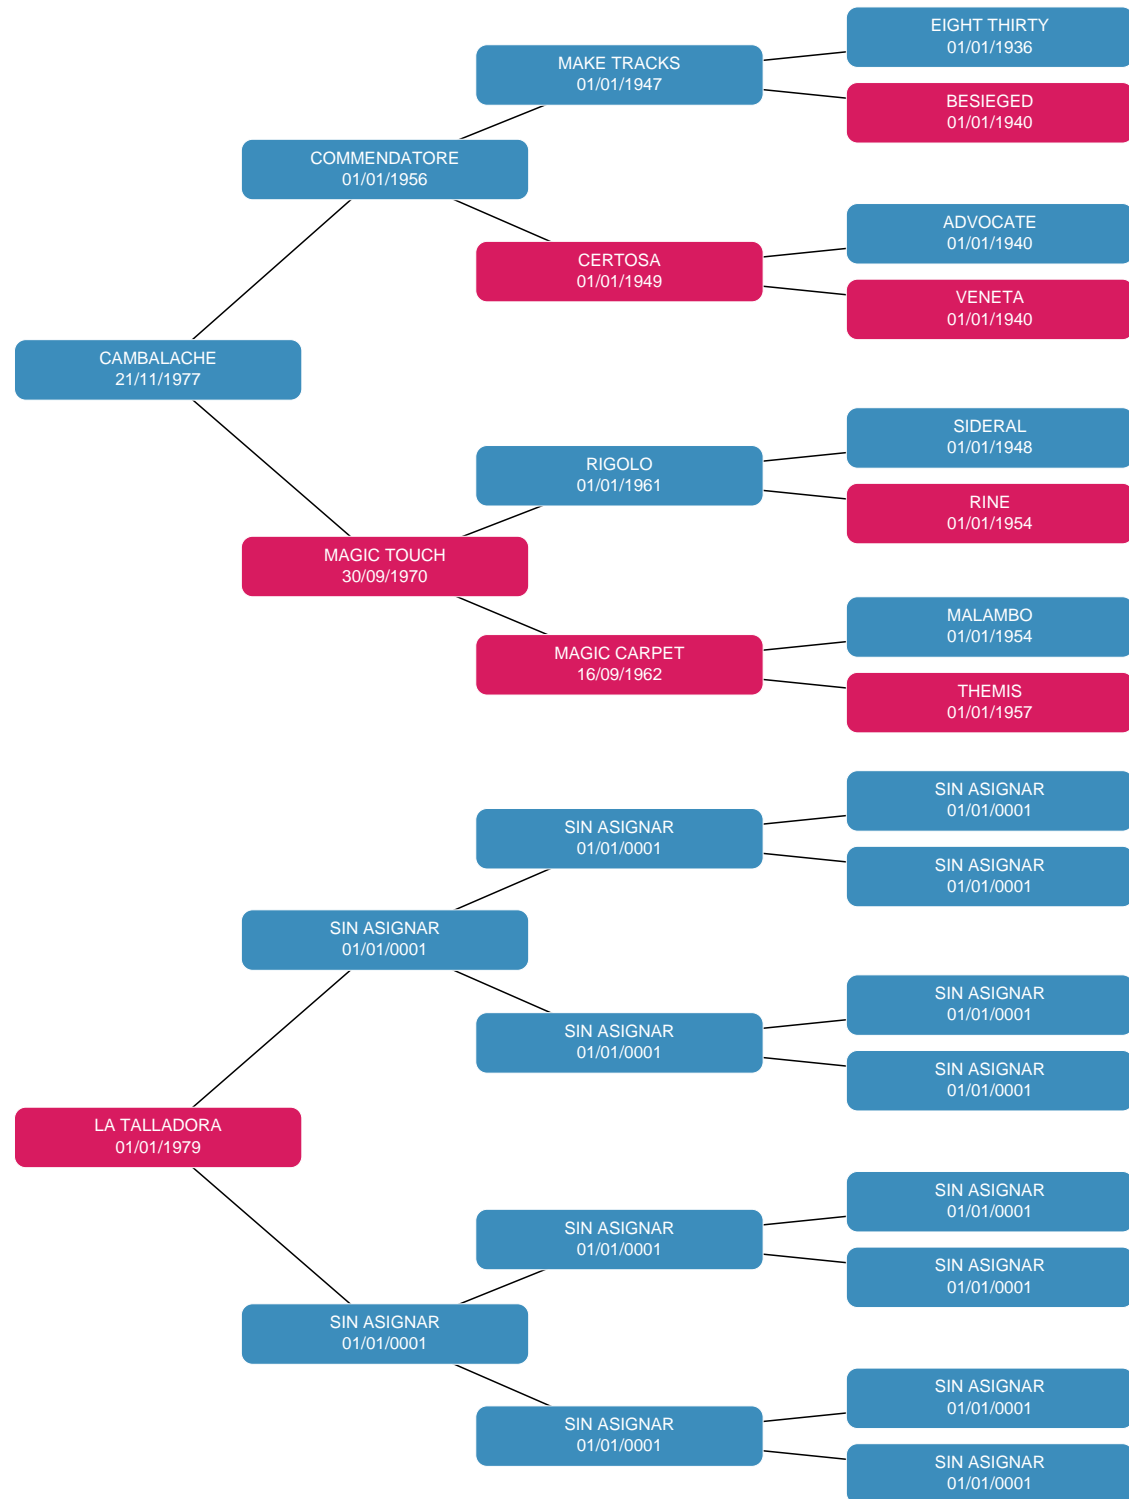 EIGHT THIRTY
01/01/1936
MAKE TRACKS
01/01/1947
BESIEGED
01/01/1940
COMMENDATORE
01/01/1956
ADVOCATE
01/01/1940
CERTOSA
01/01/1949
VENETA
01/01/1940
CAMBALACHE
21/11/1977
SIDERAL
01/01/1948
RIGOLO
01/01/1961
RINE
01/01/1954
MAGIC TOUCH
30/09/1970
MALAMBO
01/01/1954
MAGIC CARPET
16/09/1962
THEMIS
01/01/1957
SIN ASIGNAR
01/01/0001
SIN ASIGNAR
01/01/0001
SIN ASIGNAR
01/01/0001
SIN ASIGNAR
01/01/0001
SIN ASIGNAR
01/01/0001
SIN ASIGNAR
01/01/0001
SIN ASIGNAR
01/01/0001
LA TALLADORA
01/01/1979
SIN ASIGNAR
01/01/0001
SIN ASIGNAR
01/01/0001
SIN ASIGNAR
01/01/0001
SIN ASIGNAR
01/01/0001
SIN ASIGNAR
01/01/0001
SIN ASIGNAR
01/01/0001
SIN ASIGNAR
01/01/0001